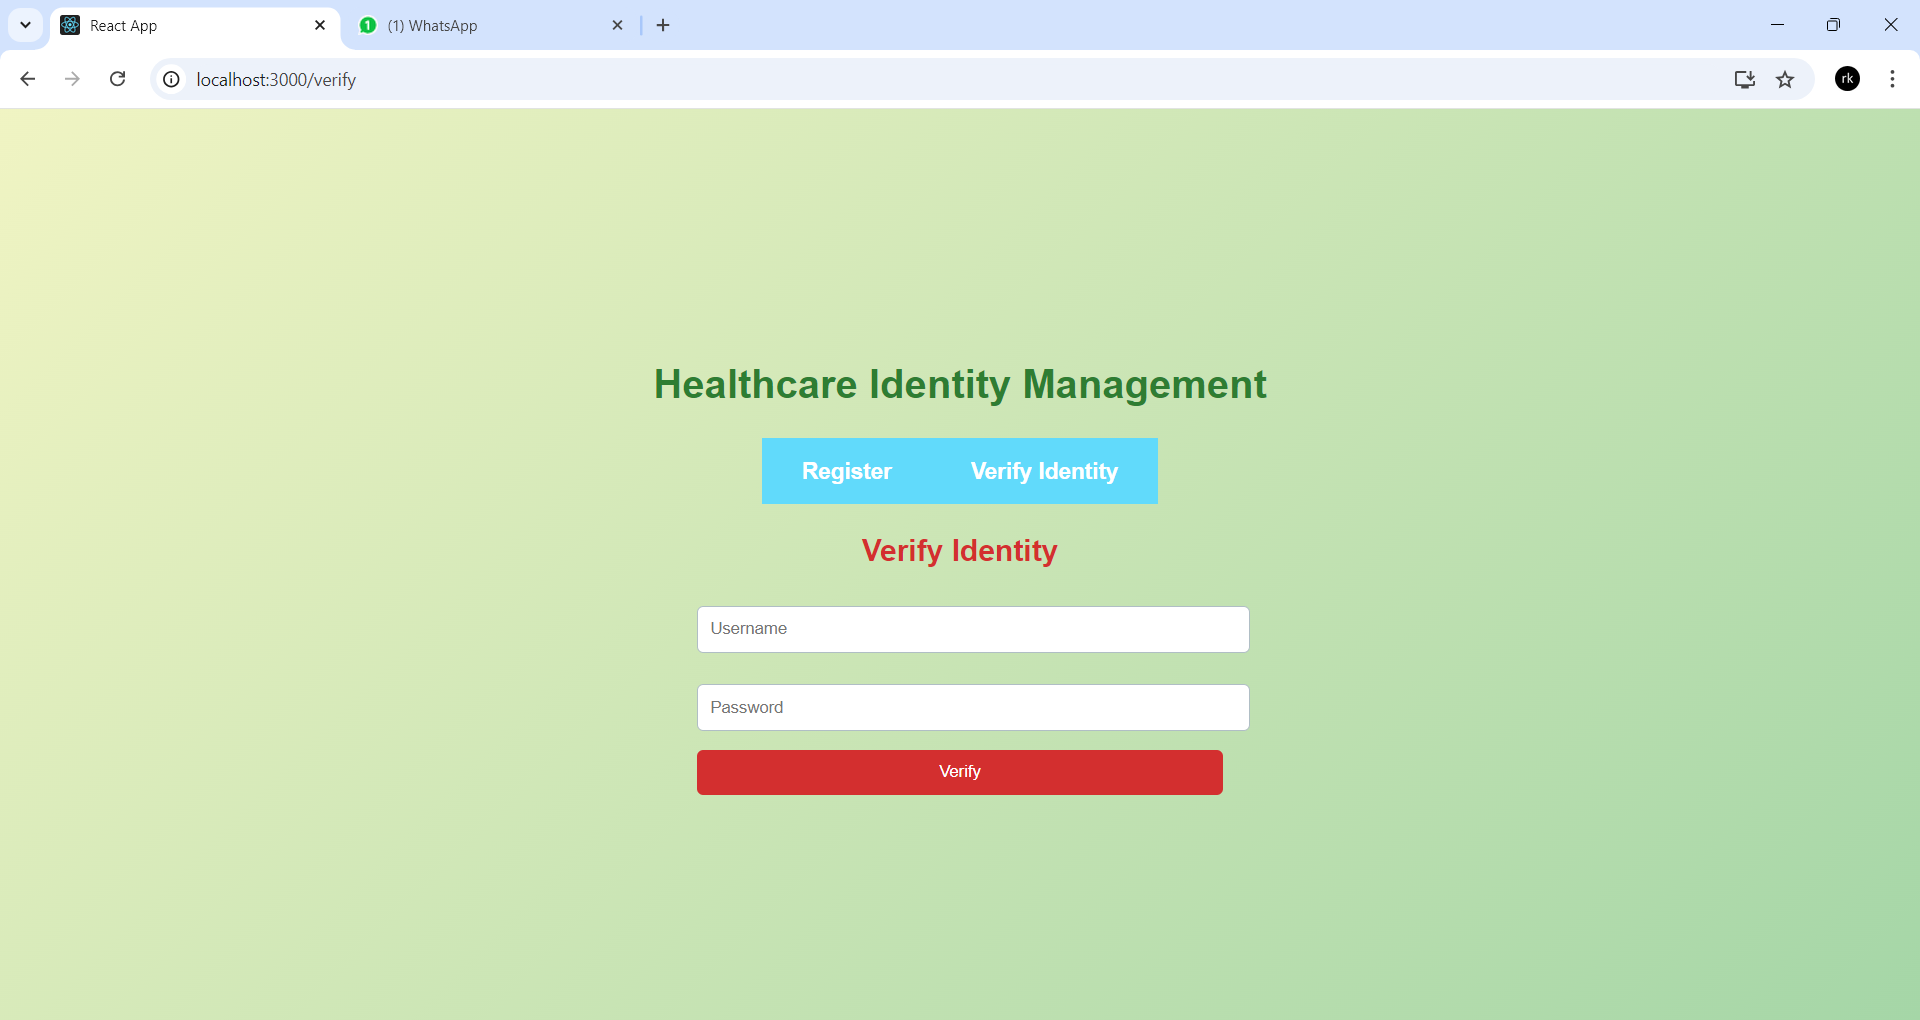 React App
1 (1) WhatsApp
localhost:3000/verify
rk
Healthcare Identity Management
Register Verify Identity
Verify Identity
Username
Password
Verify